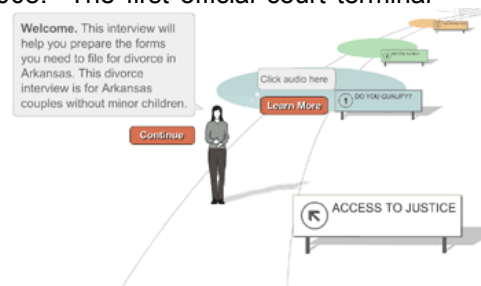 The first official court terminal
Welcome. This interview will
help you prepare the forms
you need to file for divorce in
Arkansas. This divorce
interview is for Arkansas
couples without minor children.
Continue
Click audio here
Learn More
1 DO YOU QUALIFY?
ACCESS TO JUSTICE